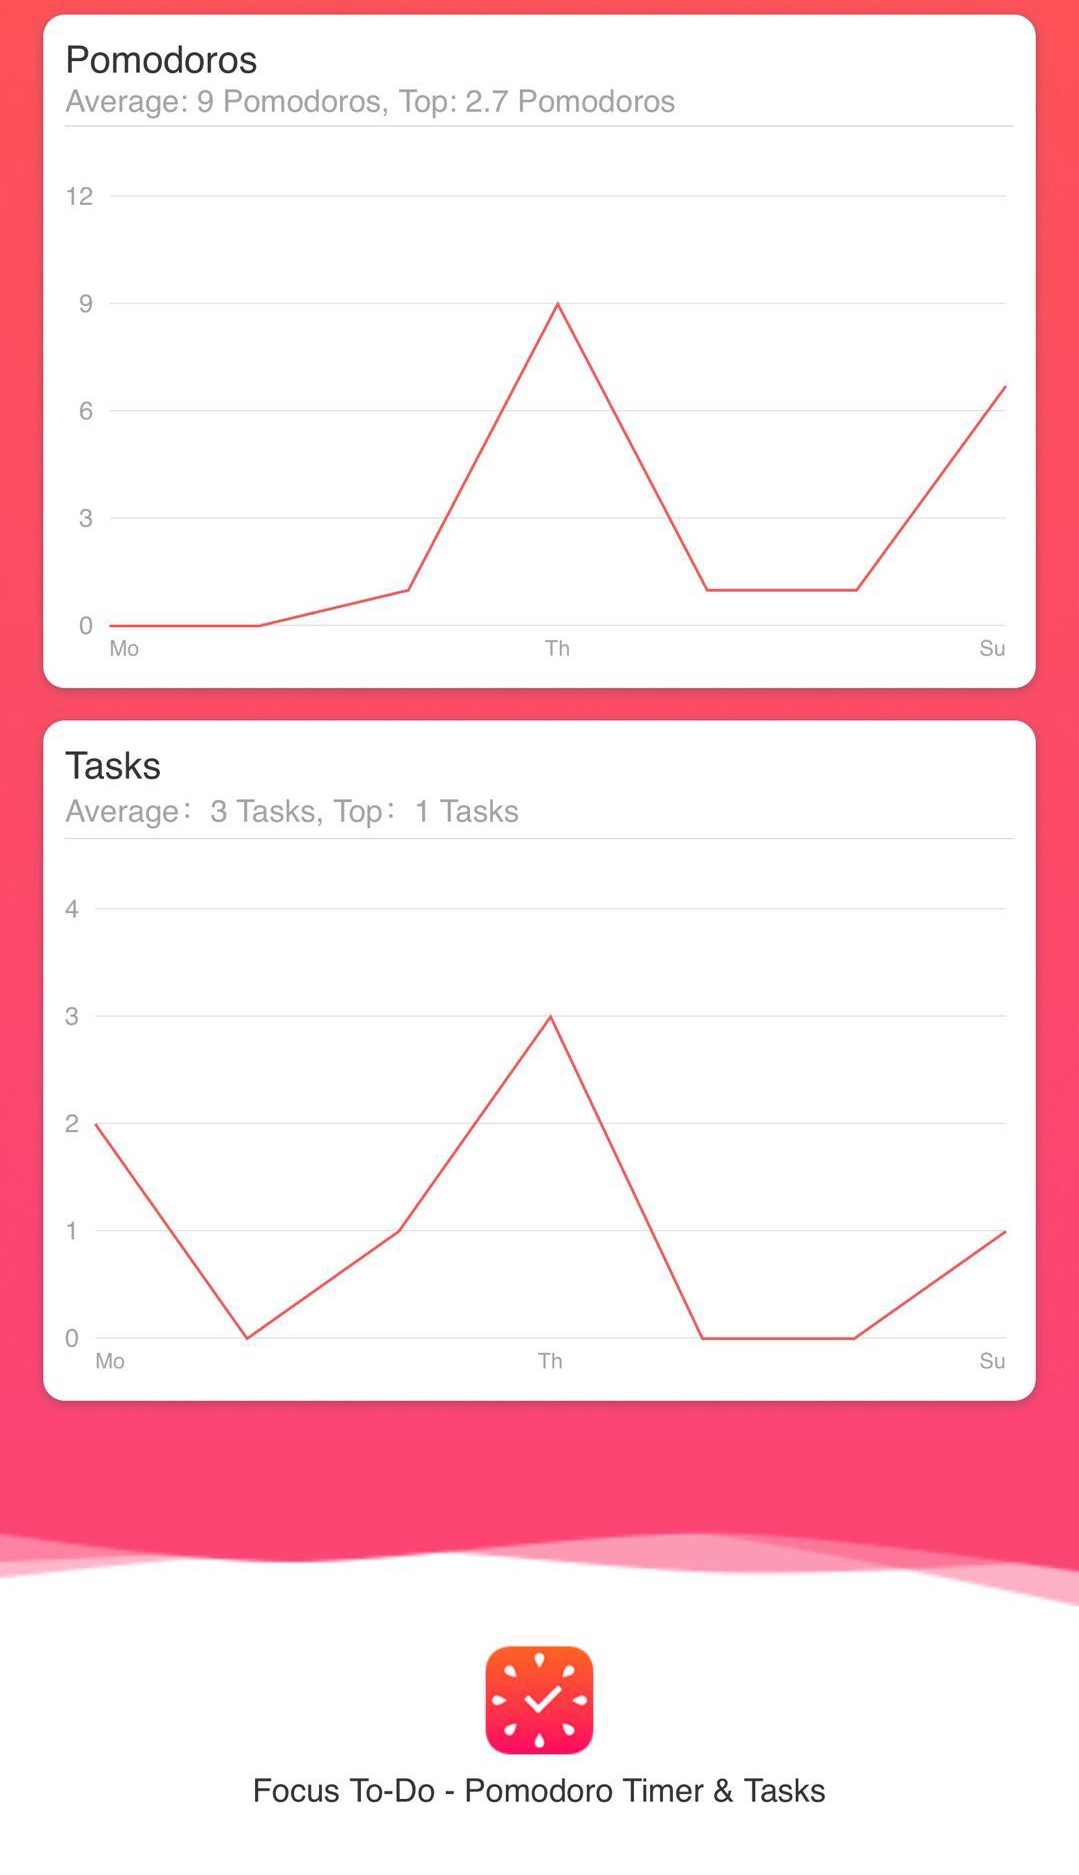 Pomodoros
Average: 9 Pomodoros, Top: 2.7 Pomodoros
12
9
6
3
0
Mo Th Su
Tasks
Average： 3 Tasks, Top： 1 Tasks
4
3
2
1
0
Mo Th Su
Focus To-Do - Pomodoro Timer & Tasks